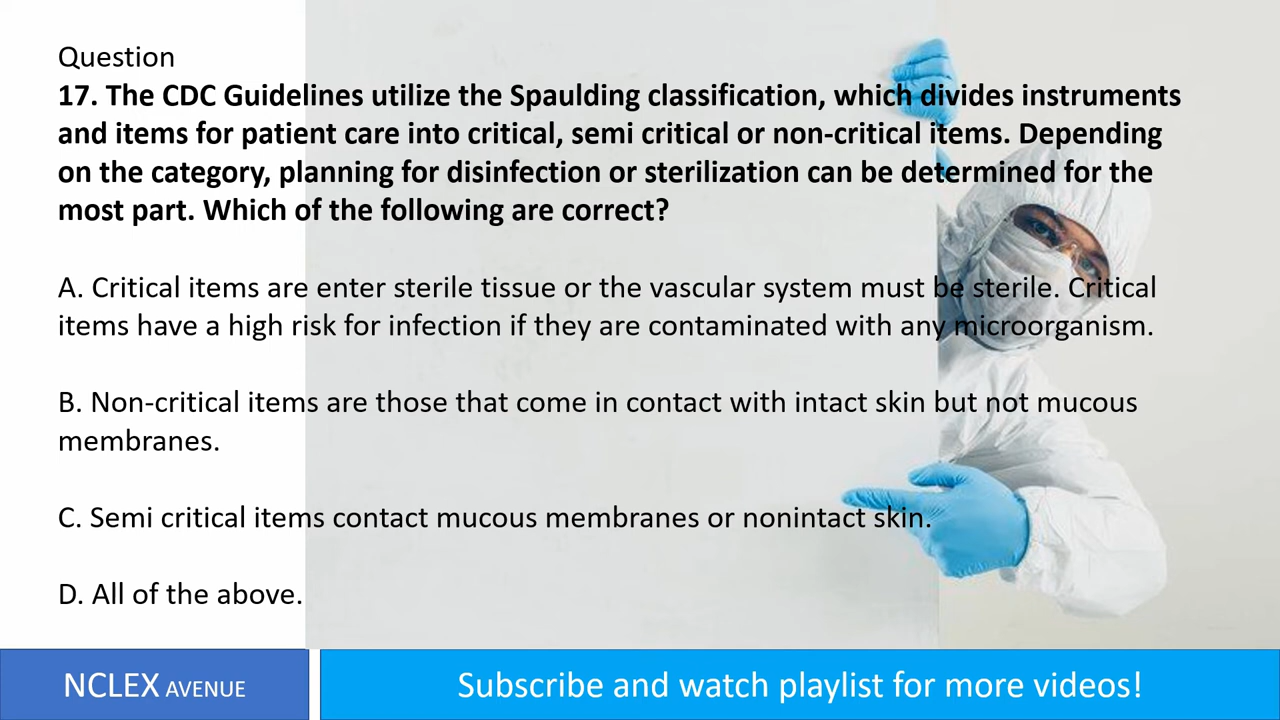 Question
17. The CDC Guidelines utilize the Spaulding classification, which divides instruments
and items for patient care into critical, semi critical or non-critical items. Depending
on the category, planning for disinfection or sterilization can be determined for the
most part. Which of the following are correct?
A. Critical items are enter sterile tissue or the vascular system must be sterile. Critical
items have a high risk for infection if they are contaminated with any microorganism.
B. Non-critical items are those that come in contact with intact skin but not mucous
membranes.
C. Semi critical items contact mucous membranes or nonintact skin.
D. All of the above.
NCLEX AVENUE
Subscribe and watch playlist for more videos!